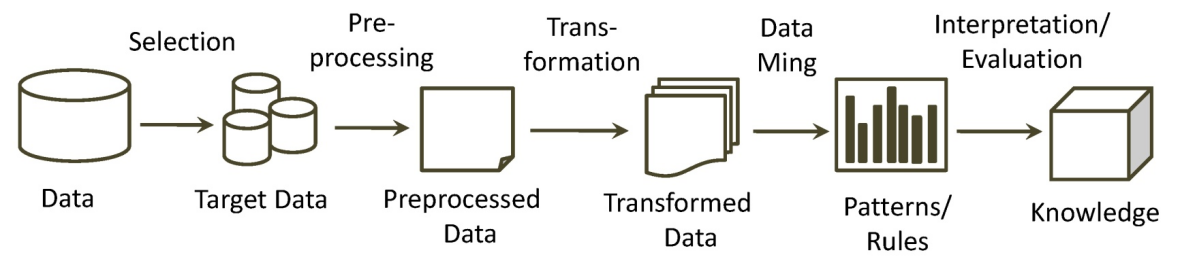 Selection
Pre-
processing
Trans-
formation
Data
Ming
Interpretation/
Evaluation
Data
Target Data
Preprocessed
Data
Transformed
Data
Patterns/
Rules
Knowledge